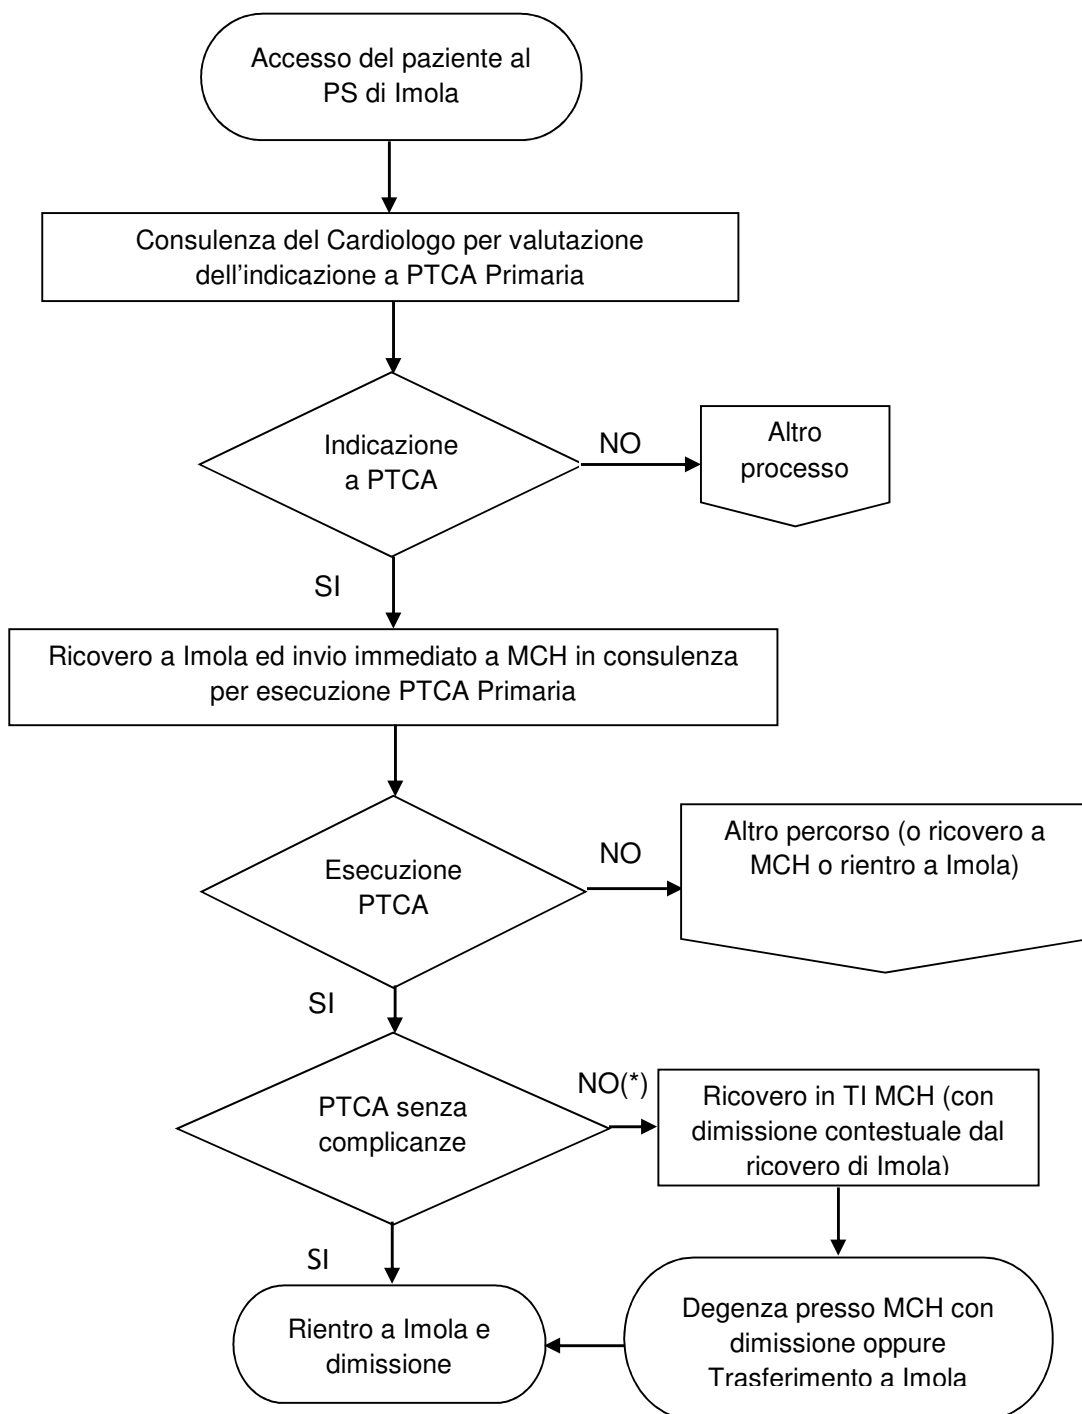 Accesso del paziente al
PS di Imola
Consulenza del Cardiologo per valutazione
dell'indicazione a PTCA Primaria
Indicazione
a PTCA
NO
Altro
processo
SI
Ricovero a Imola ed invio immediato a MCH in consulenza
per esecuzione PTCA Primaria
Esecuzione
PTCA
NO
Altro percorso (o ricovero a
MCH o rientro a Imola)
SI
PTCA senza
complicanze
NO(*)
Ricovero in TI MCH (con
dimissione contestuale dal
ricovero di Imola)
SI
Rientro a Imola e
dimissione
Degenza presso MCH con
dimissione oppure
Trasferimento a Imola